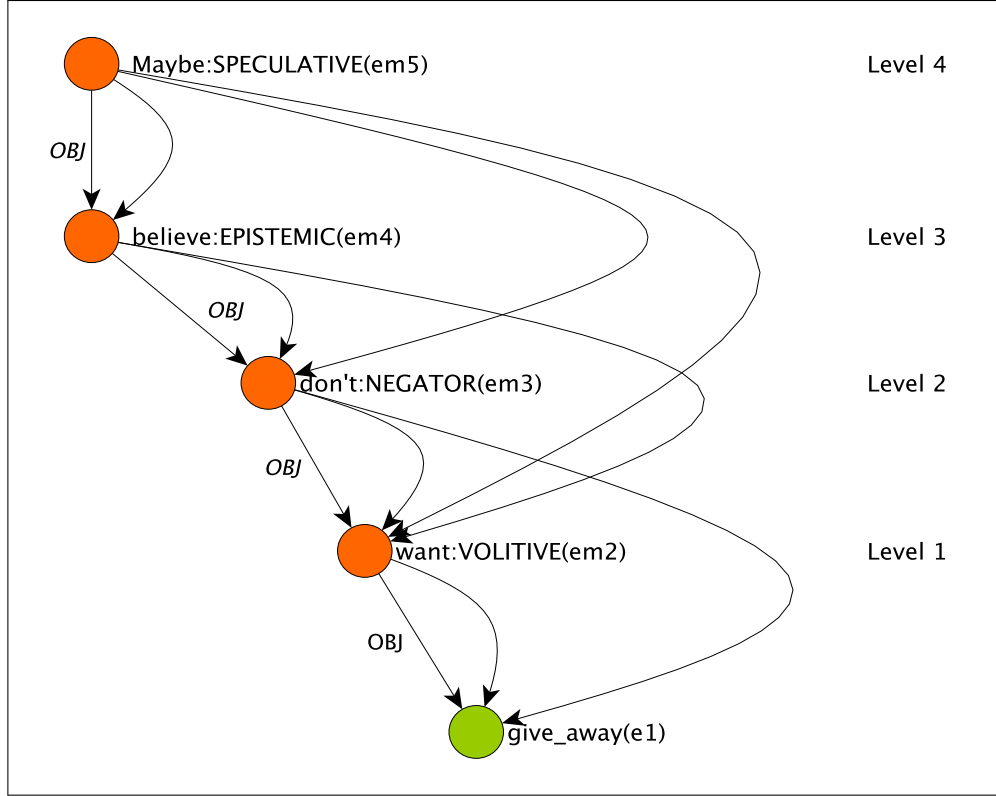 Maybe:SPECULATIVE(em5) Level 4
OBJ
believe:EPISTEMIC(em4) Level 3
OBJ
don't:NEGATOR(em3) Level 2
OBJ
want:VOLITIVE(em2) Level 1
OBJ
give_away(e1)